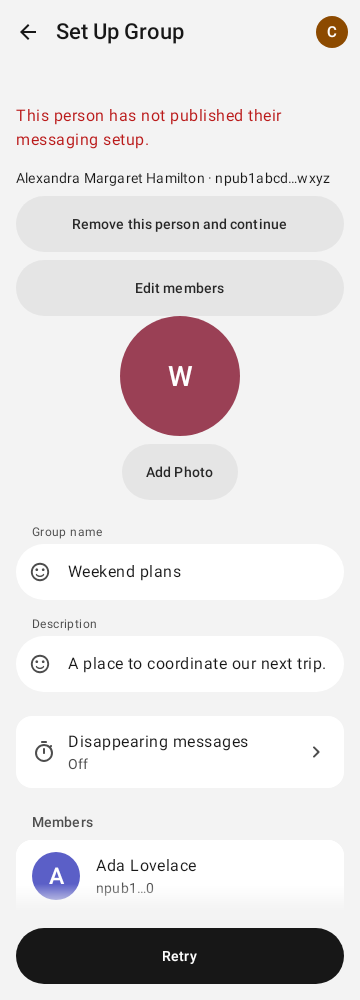 Set Up Group
C
This person has not published their
messaging setup.
Alexandra Margaret Hamilton · npub1abcd…wxyz
Remove this person and continue
Edit members
W
Add Photo
Group name
Weekend plans
Description
A place to coordinate our next trip.
Disappearing messages
Off
Members
A
Ada Lovelace
npub1…0
Retry